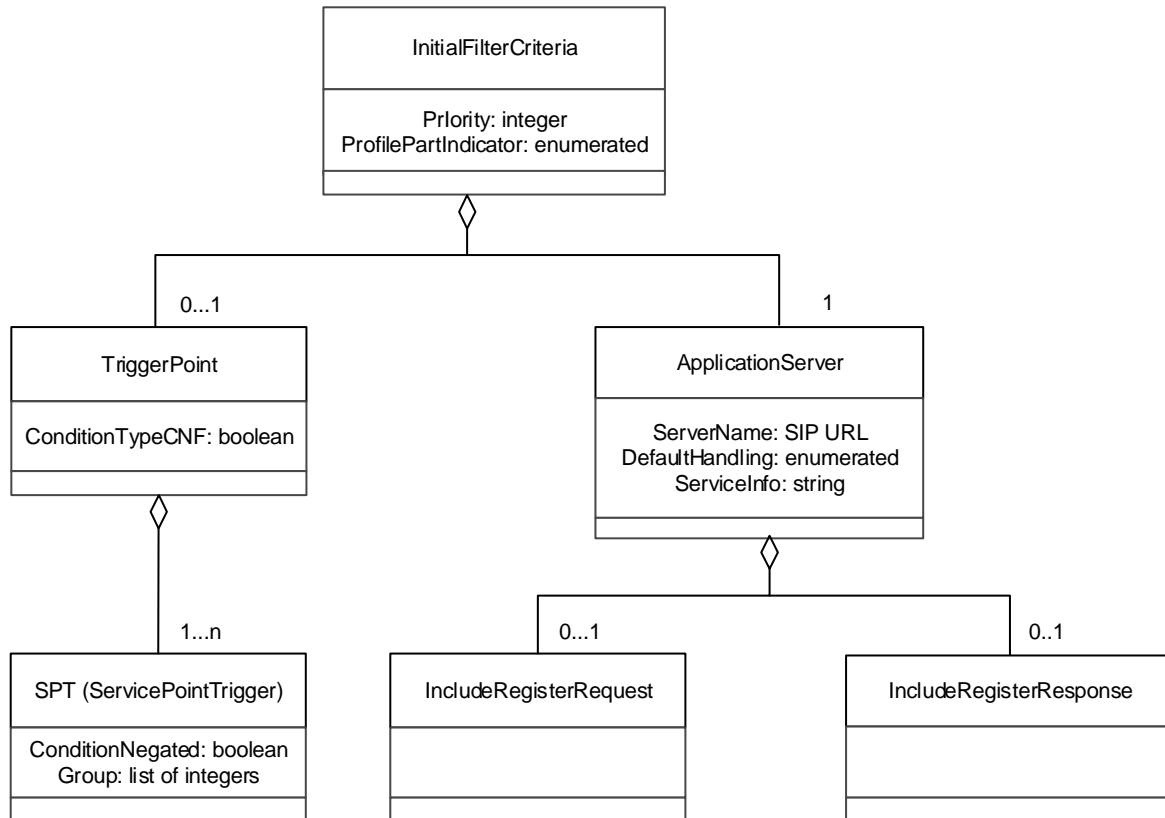 InitialFilterCriteria
PrIority: integer
ProfilePartIndicator: enumerated
0...1
1
TriggerPoint
ConditionTypeCNF: boolean
ApplicationServer
ServerName: SIP URL
DefaultHandling: enumerated
ServiceInfo: string
1...n
0...1
0..1
SPT (ServicePointTrigger)
ConditionNegated: boolean
Group: list of integers
IncludeRegisterRequest
IncludeRegisterResponse